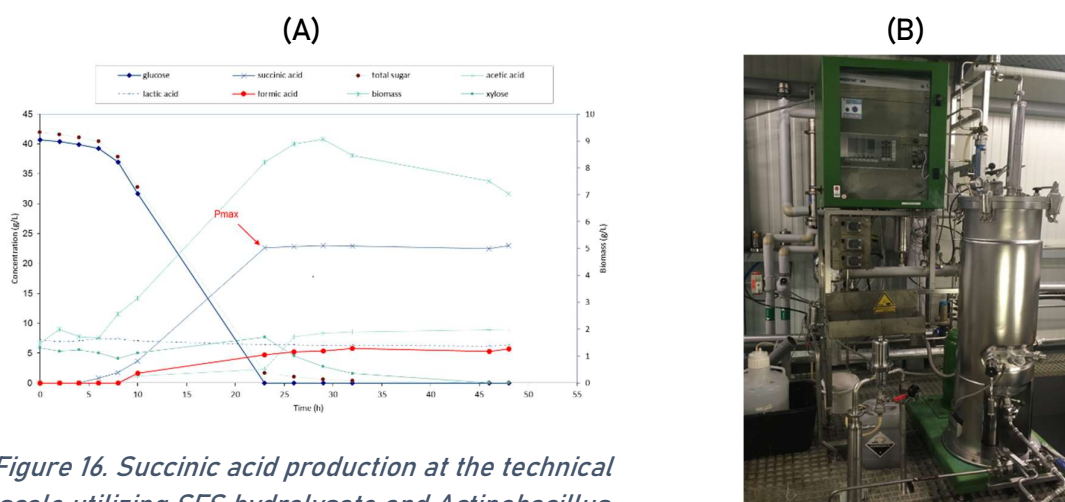 (A)
(B)
glucose
succinic acid
total sugar
acetic acid
lactic acid
formic acid
biomass
xylose
45
40
35
30
25
20
15
10
5
0
Concentration (g/L)
Pmax
10
9
8
7
6
5
4
3
2
1
0
Biomass (g/L)
0
5
10
15
20
25
30
35
40
45
50
55
Time (h)
Figure 16. Succinic acid production at the technical
scale utilizing SFS hydrolysate and Actinobacillus